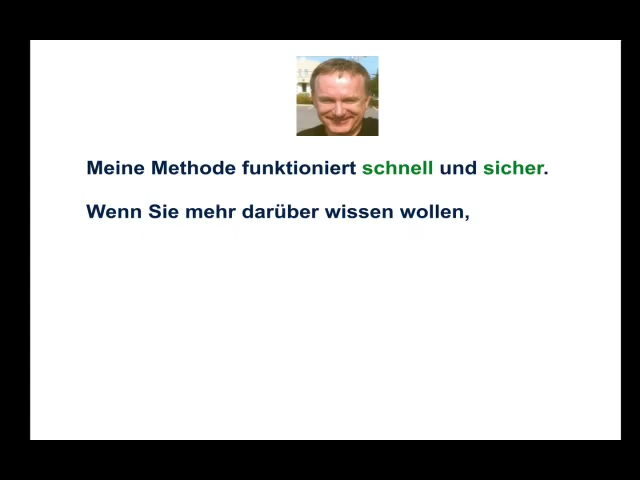 Meine Methode funktioniert schnell und sicher.
Wenn Sie mehr darüber wissen wollen,